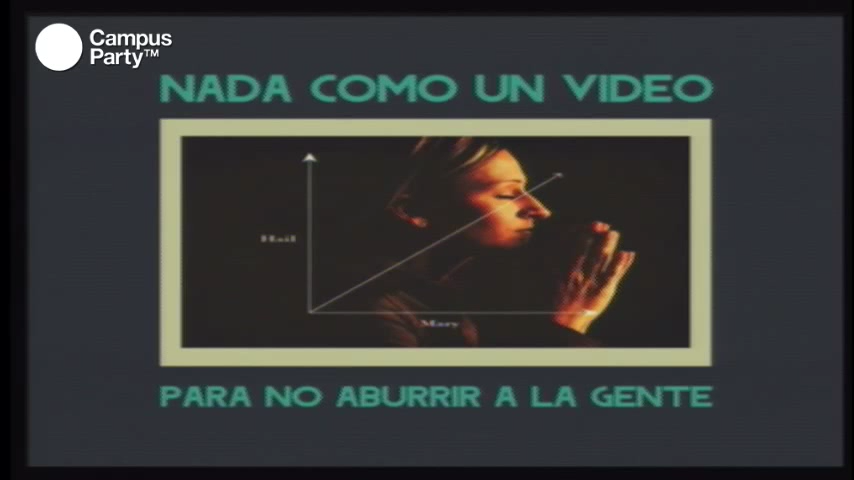 Campus
Party™
NADA COMO UN VIDEO
Hail
Mary
PARA NO ABURRIR A LA GENTE